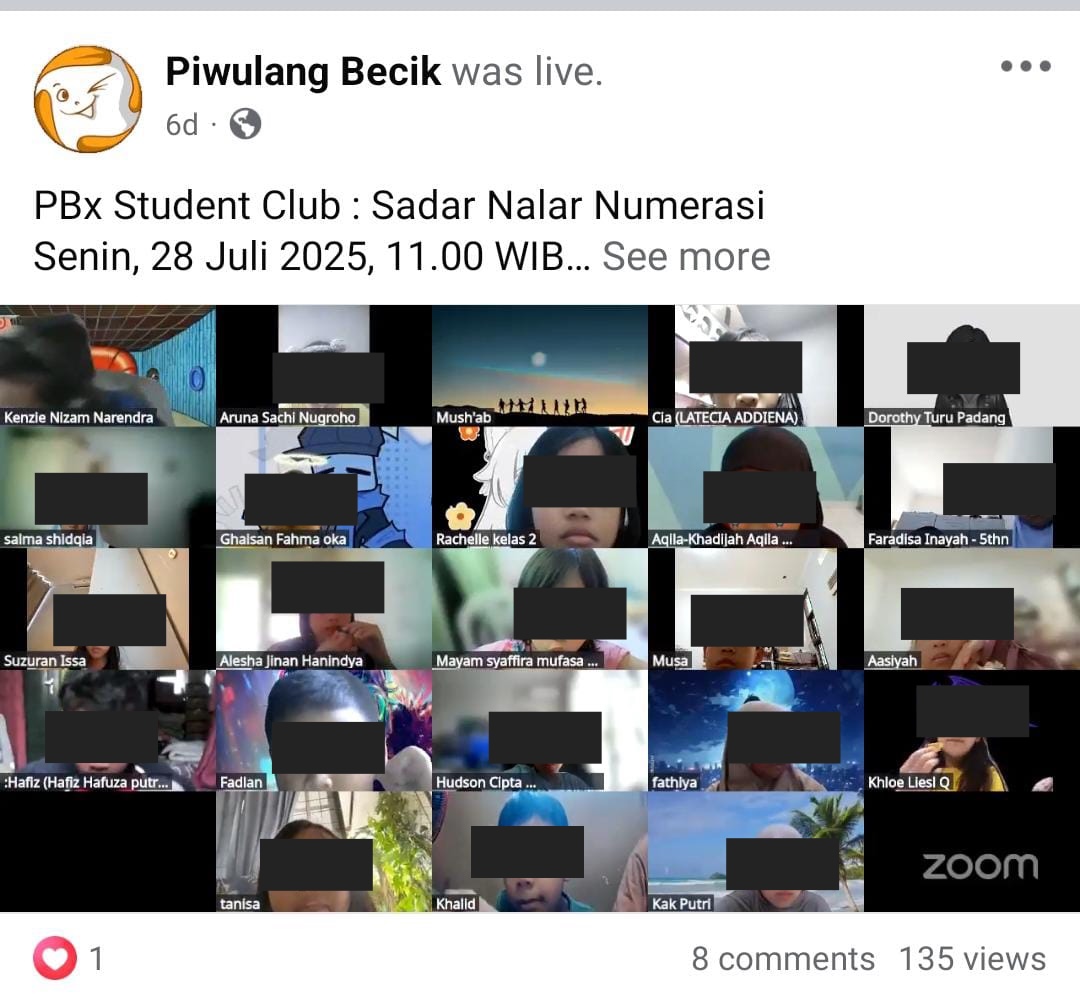 Piwulang Becik was live.
6d ·
PBx Student Club : Sadar Nalar Numerasi
Senin, 28 Juli 2025, 11.00 WIB... See more
Kenzie Nizam Narendra
Aruna Sachi Nugroho
Mush'ab
Cia (LATECIA ADDIENA)
Dorothy Turu Padang
salma shidqia
Ghaisan Fahma oka
Rachelle kelas 2
Aqila-Khadijah Aqila ...
Faradisa Inayah - 5thn
Suzuran Issa
Alesha Jinan Hanindya
Mayam syaffira mufasa ...
Musa
Aasiyah
:Hafiz (Hafiz Hafuza putr...
Fadlan
Hudson Cipta ...
fathiya
Khloe Liesl Q
tanisa
Khalid
Kak Putri
zoom
1
8 comments 135 views